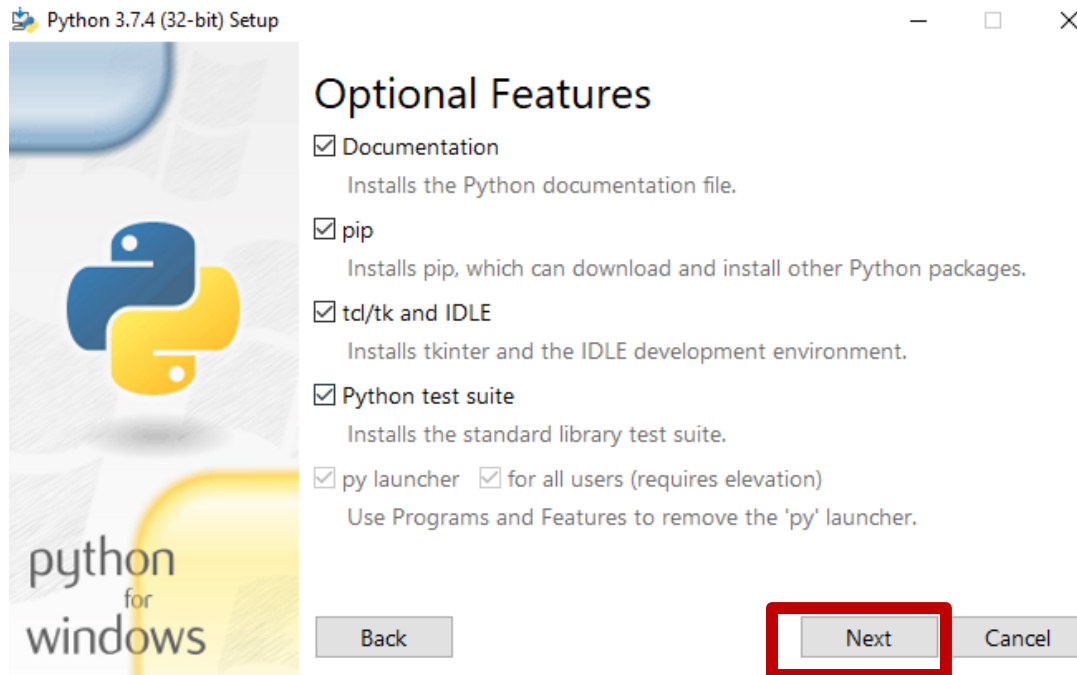 Python 3.7.4 (32-bit) Setup
Optional Features
Documentation
Installs the Python documentation file.
pip
Installs pip, which can download and install other Python packages.
tcl/tk and IDLE
Installs tkinter and the IDLE development environment.
Python test suite
Installs the standard library test suite.
py launcher for all users (requires elevation)
Use Programs and Features to remove the 'py' launcher.
python
for
windows
Back Next Cancel